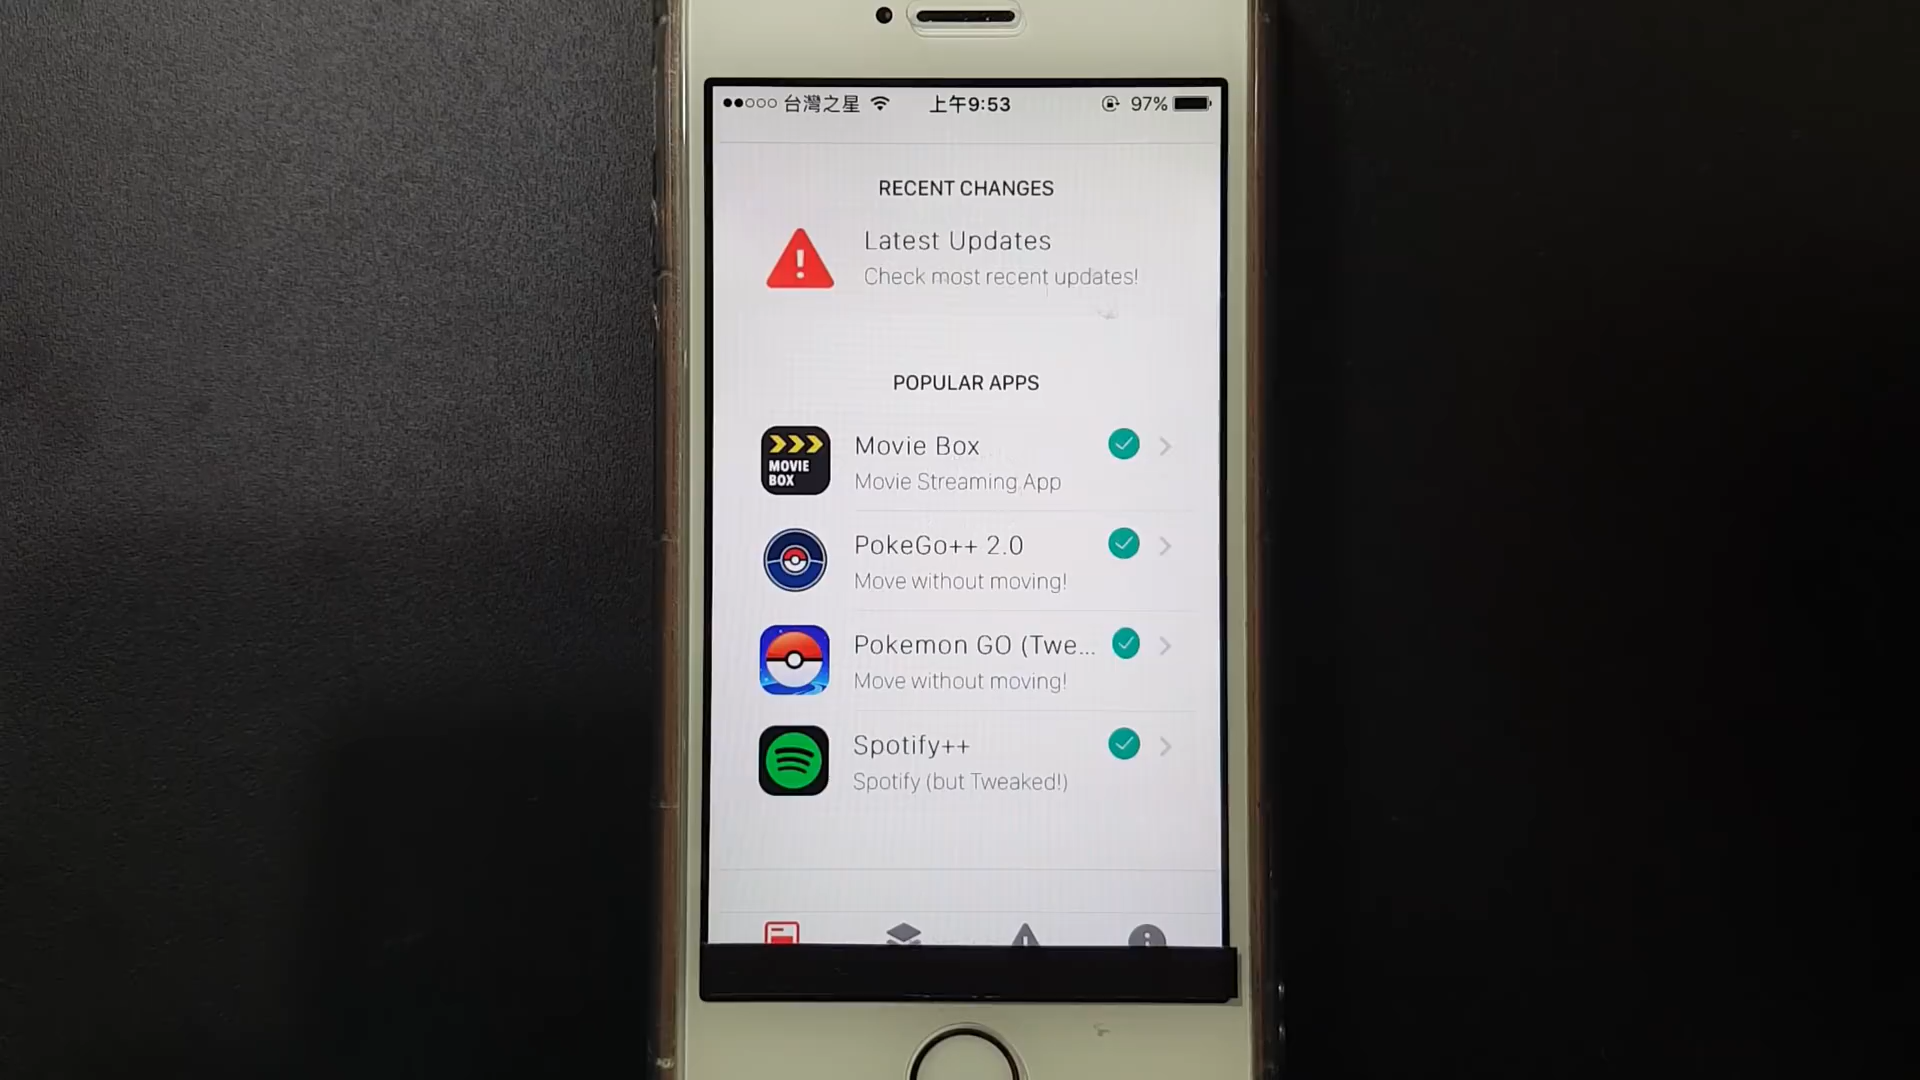 台灣之星 上午9:53 97%
RECENT CHANGES
Latest Updates
Check most recent updates!
POPULAR APPS
MOVIE
BOX
Movie Box
Movie Streaming App
PokeGo++ 2.0
Move without moving!
Pokemon GO (Twe...
Move without moving!
Spotify++
Spotify (but Tweaked!)